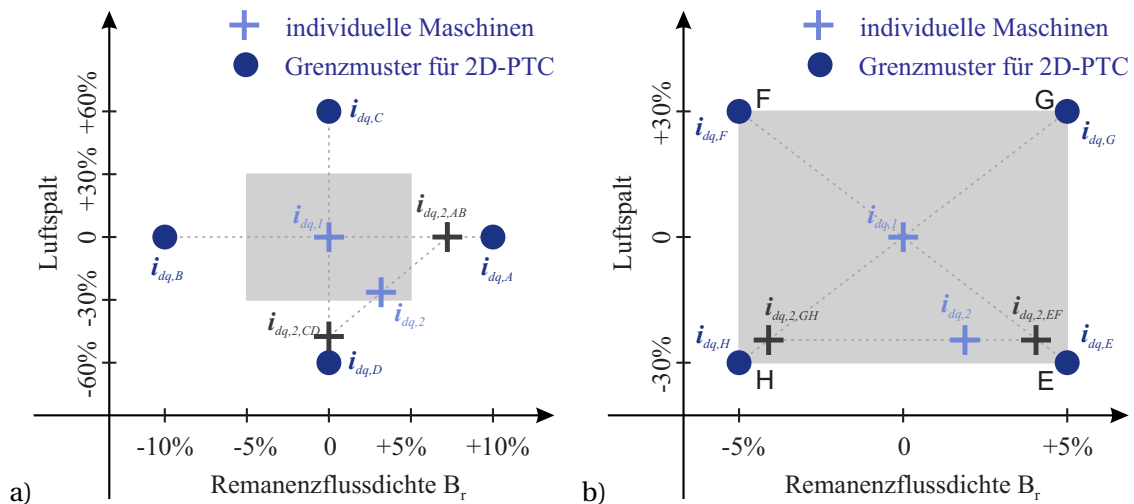 individuelle Maschinen
Grenzmuster für 2D-PTC
Luftspalt
+60%
+30%
0
-30%
-60%
i_dq,C
i_dq,1
i_dq,2,AB
i_dq,B
i_dq,A
i_dq,2
i_dq,2,CD
i_dq,D
-10%
-5%
0
+5%
+10%
Remanenzflussdichte B_r
a)
individuelle Maschinen
Grenzmuster für 2D-PTC
Luftspalt
+30%
0
-30%
F
G
i_dq,F
i_dq,G
i_dq,1
i_dq,2,GH
i_dq,2
i_dq,2,EF
i_dq,H
i_dq,E
H
E
-5%
0
+5%
Remanenzflussdichte B_r
b)